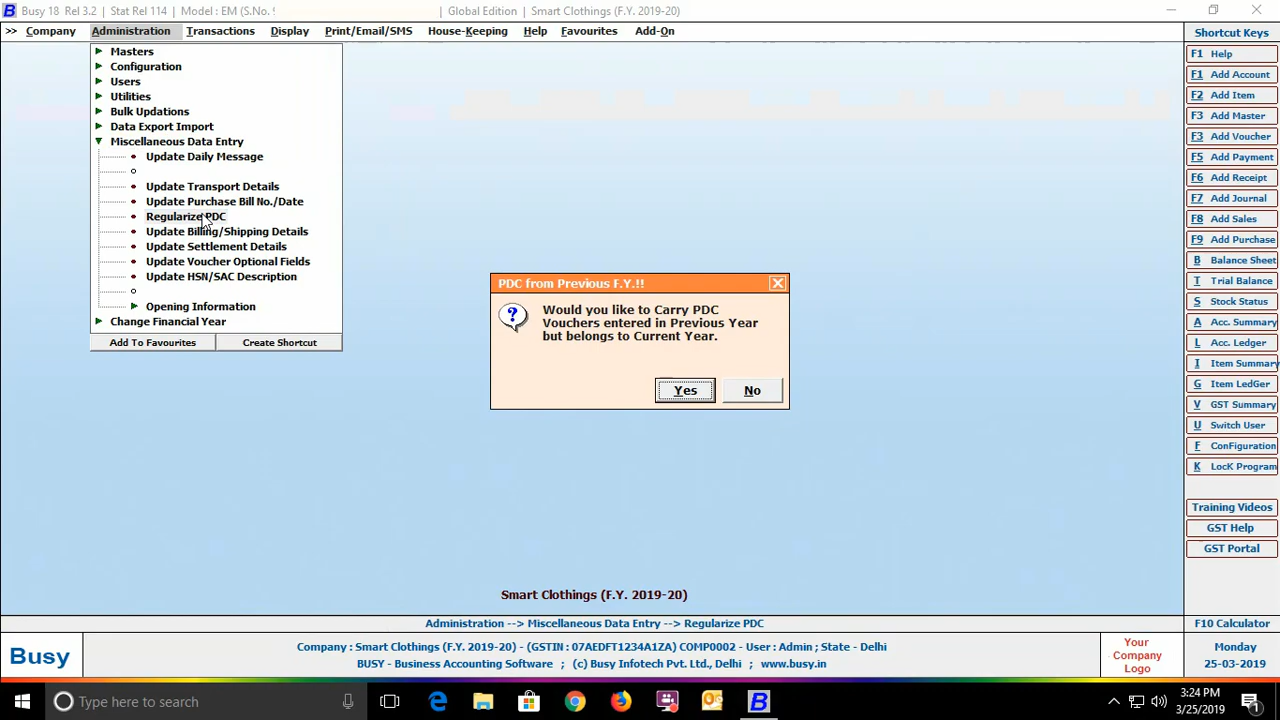 Busy 18 Rel 3.2 | Stat Rel 114 | Model : EM (S.No. | Global Edition | Smart Clothings (F.Y. 2019-20)
>> Company Administration Transactions Display Print/Email/SMS House-Keeping Help Favourites Add-On
Masters
Configuration
Users
Utilities
Bulk Updations
Data Export Import
Miscellaneous Data Entry
Update Daily Message
Update Transport Details
Update Purchase Bill No./Date
Regularize PDC
Update Billing/Shipping Details
Update Settlement Details
Update Voucher Optional Fields
Update HSN/SAC Description
Opening Information
Change Financial Year
Add To Favourites Create Shortcut
PDC from Previous F.Y.!!
Would you like to Carry PDC
Vouchers entered in Previous Year
but belongs to Current Year.
Yes No
Shortcut Keys
F1 Help
F1 Add Account
F2 Add Item
F3 Add Master
F3 Add Voucher
F5 Add Payment
F6 Add Receipt
F7 Add Journal
F8 Add Sales
F9 Add Purchase
B Balance Sheet
T Trial Balance
S Stock Status
A Acc. Summary
L Acc. Ledger
I Item Summary
G Item LedGer
V GST Summary
U Switch User
F ConFiguration
K LocK Program
Training Videos
GST Help
GST Portal
Smart Clothings (F.Y. 2019-20)
Administration --> Miscellaneous Data Entry --> Regularize PDC
F10 Calculator
Busy
Company : Smart Clothings (F.Y. 2019-20) - (GSTIN : 07AEDFT1234A1ZA) COMP0002 - User : Admin ; State - Delhi
BUSY - Business Accounting Software ; (c) Busy Infotech Pvt. Ltd., Delhi ; www.busy.in
Your
Company
Logo
Monday
25-03-2019
Type here to search
3:24 PM
3/25/2019